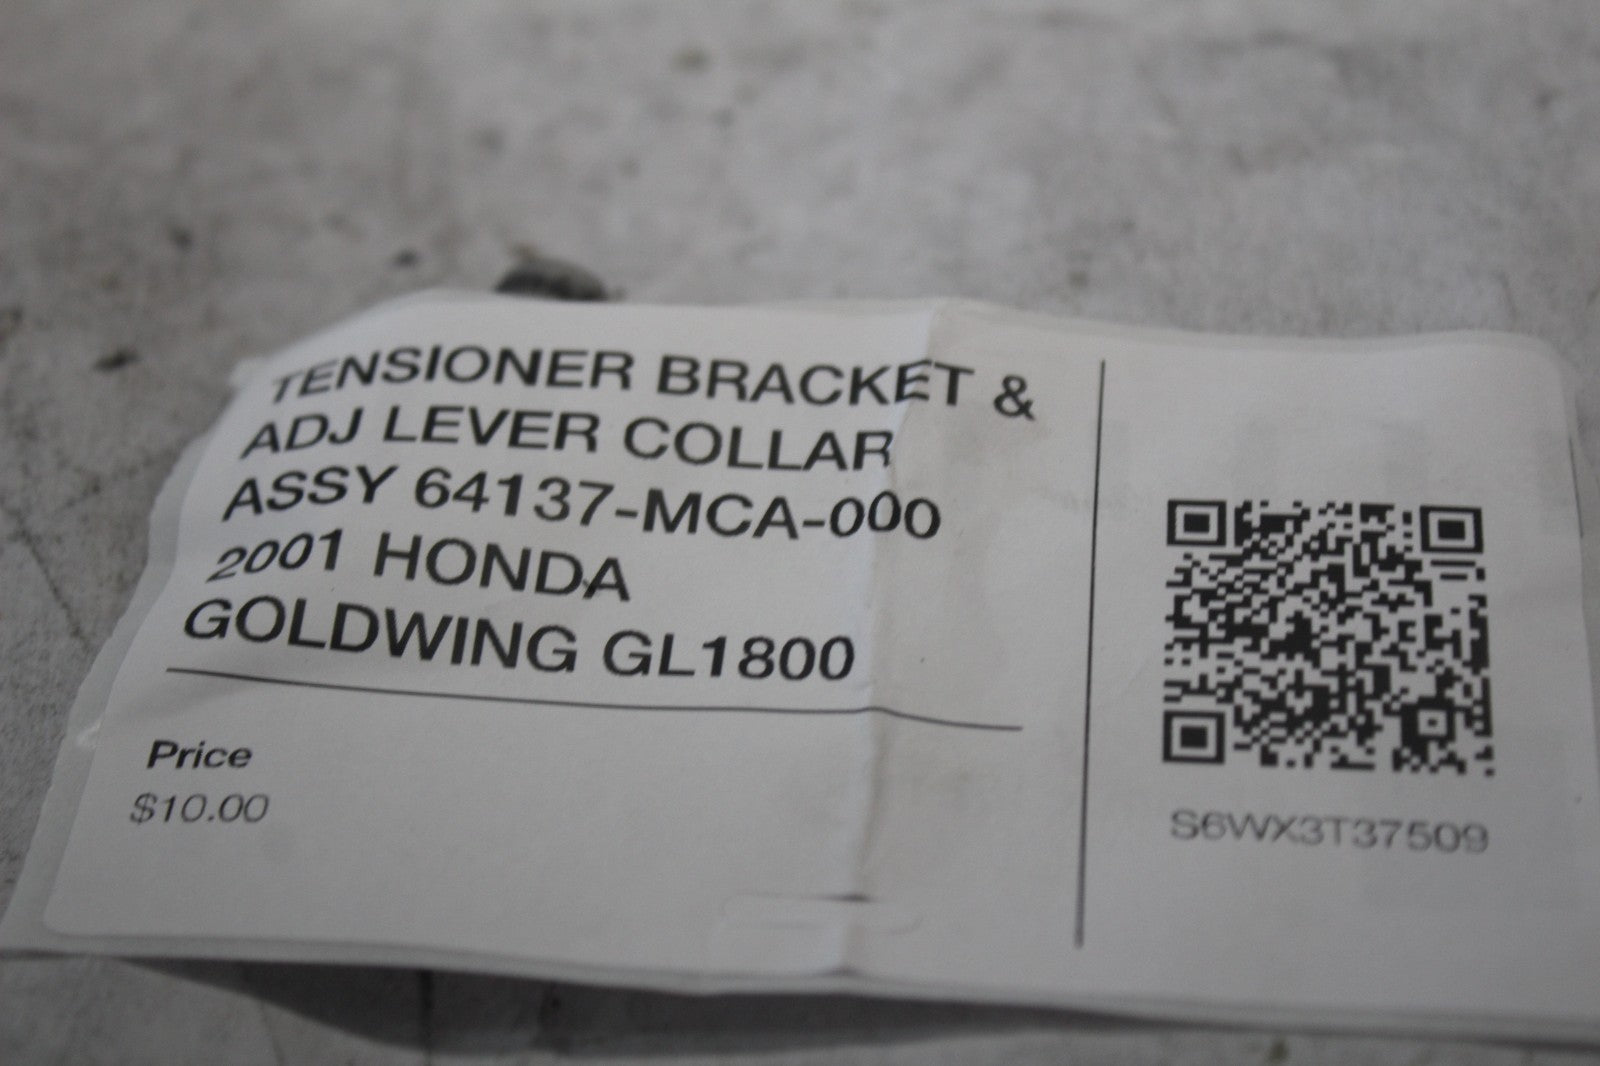 TENSIONER BRACKET &
ADJ LEVER COLLAR
ASSY 64137-MCA-000
2001 HONDA
GOLDWING GL1800
Price
$10.00
S6WX3T37509